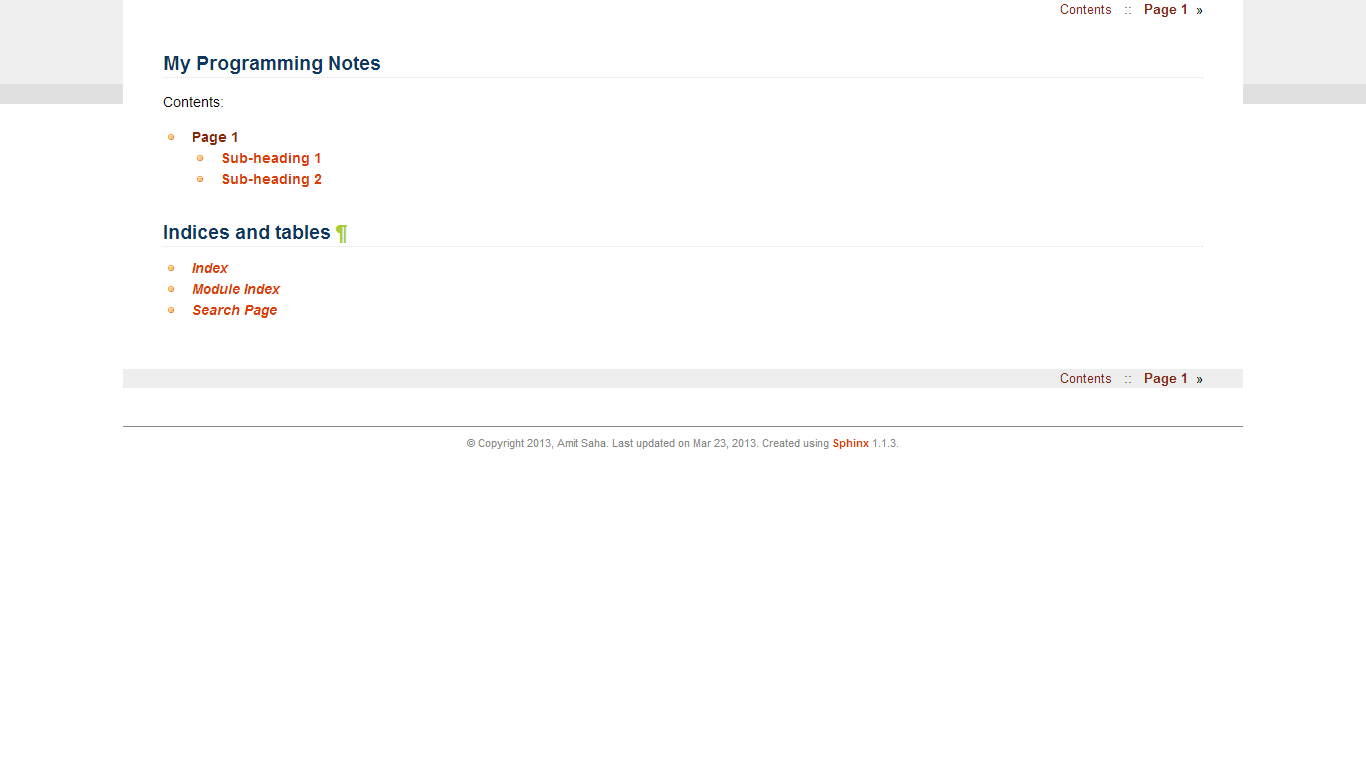 Contents :: Page 1 »
My Programming Notes
Contents:
Page 1
Sub-heading 1
Sub-heading 2
Indices and tables ¶
Index
Module Index
Search Page
Contents :: Page 1 »
© Copyright 2013, Amit Saha. Last updated on Mar 23, 2013. Created using Sphinx 1.1.3.